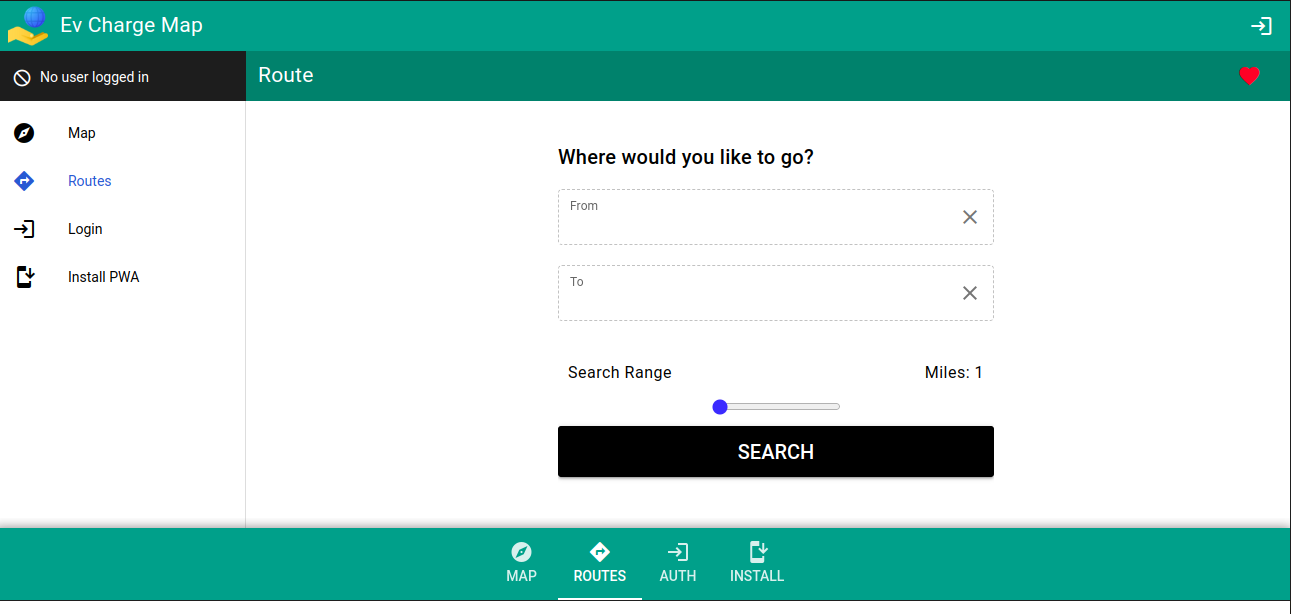 Ev Charge Map
No user logged in
Route
Map
Routes
Login
Install PWA
Where would you like to go?
From
To
Search Range Miles: 1
SEARCH
MAP ROUTES AUTH INSTALL